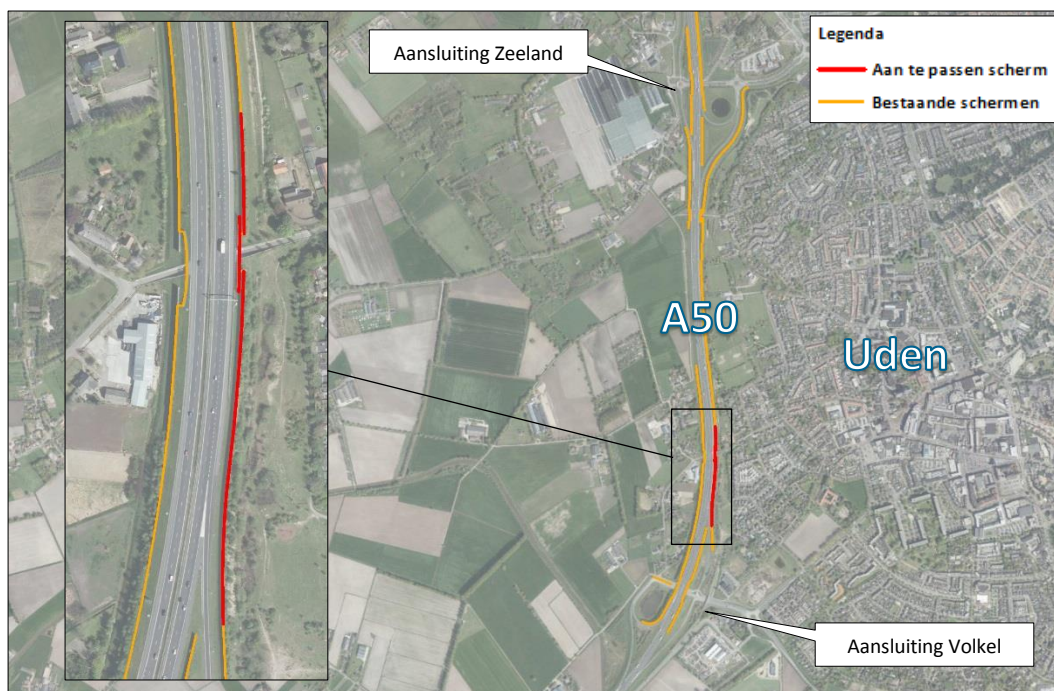 Aansluiting Zeeland
Legenda
Aan te passen scherm
Bestaande schermen
A50
Uden
Aansluiting Volkel